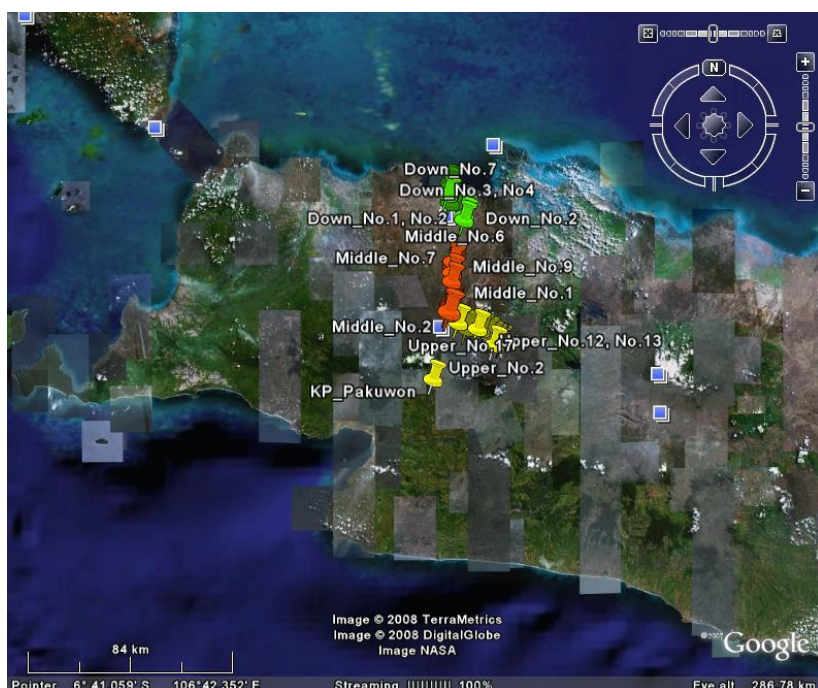 N
Down_No.7
Down_No.3, No4
Down_No.1, No.2
Down_No.2
Middle_No.6
Middle_No.7
Middle_No.9
Middle_No.1
Middle_No.2
Upper_No.12, No.13
Upper_No.17
Upper_No.2
KP_Pakuwon
Image © 2008 TerraMetrics
Image © 2008 DigitalGlobe
Image NASA
©2007 Google
84 km
Pointer 6° 41.059' S 106°42.352' E Streaming 100% Eye alt 286.78 km